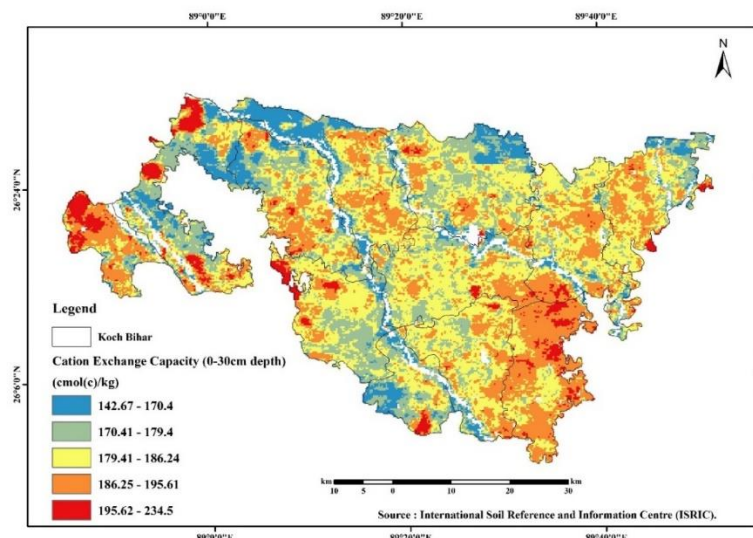 89°0'0"E 89°20'0"E 89°40'0"E
N
26°24'0"N
26°6'0"N
Legend
Koch Bihar
Cation Exchange Capacity (0-30cm depth)
(cmol(c)/kg)
142.67 - 170.4
170.41 - 179.4
179.41 - 186.24
186.25 - 195.61
195.62 - 234.5
km km
10 5 0 10 20 30
Source : International Soil Reference and Information Centre (ISRIC).